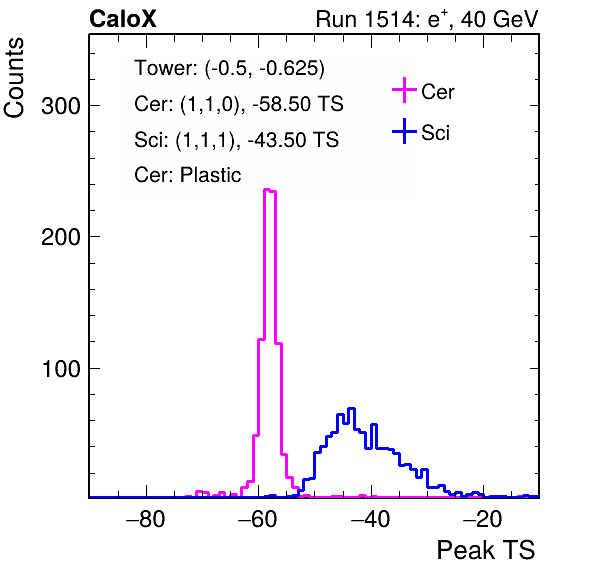 CaloX Run 1514: e+, 40 GeV
Counts
Tower: (-0.5, -0.625)
Cer: (1,1,0), -58.50 TS
Sci: (1,1,1), -43.50 TS
Cer: Plastic
Cer
Sci
300
200
100
−80 −60 −40 −20
Peak TS